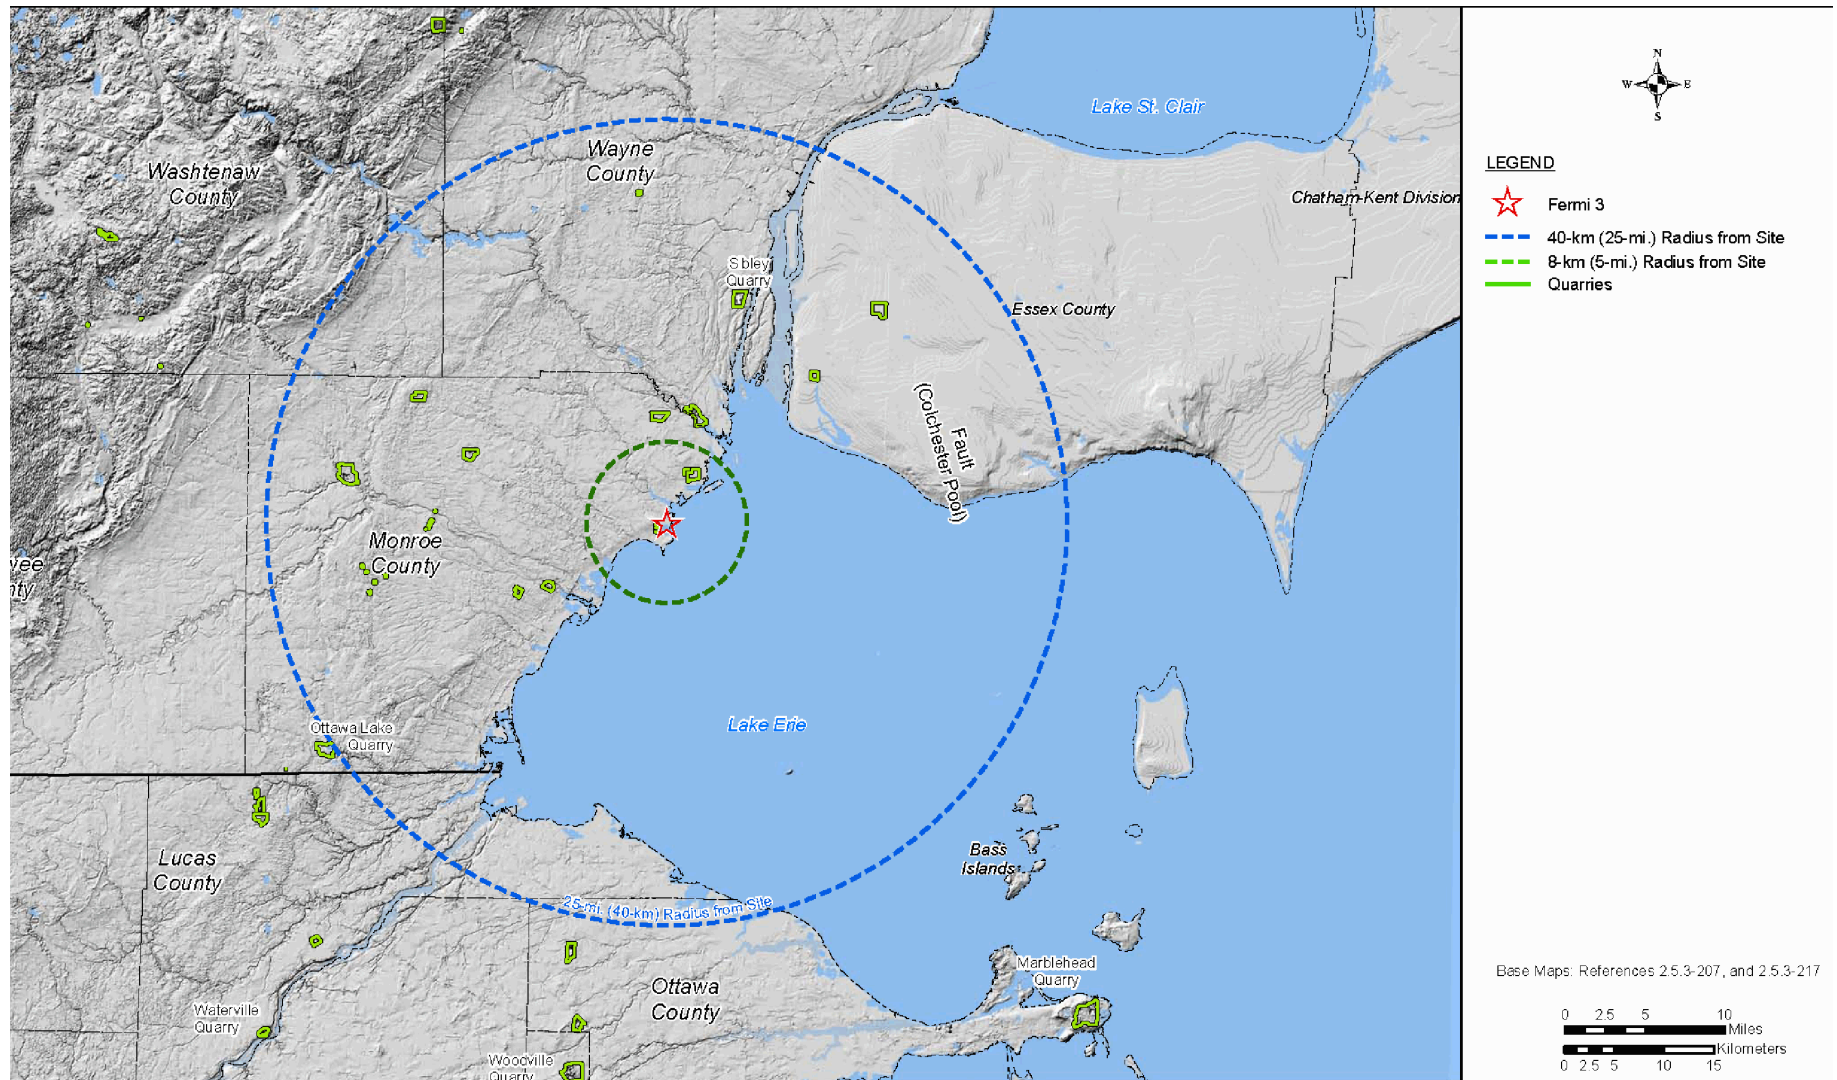 Lake St. Clair
Wayne
County
Washtenaw
County
Chatham-Kent Division
Sibley
Quarry
Essex County
Fault
(Colchester Pool)
Monroe
County
Ottawa Lake
Quarry
Lake Erie
Lucas
County
Bass
Islands
25-mi. (40-km) Radius from Site
Marblehead
Quarry
Ottawa
County
Waterville
Quarry
Woodville
Quarry
N
W E
S
LEGEND
Fermi 3
40-km (25-mi.) Radius from Site
8-km (5-mi.) Radius from Site
Quarries
Base Maps: References 2.5.3-207, and 2.5.3-217
0 2.5 5 10
Miles
Kilometers
0 2.5 5 10 15